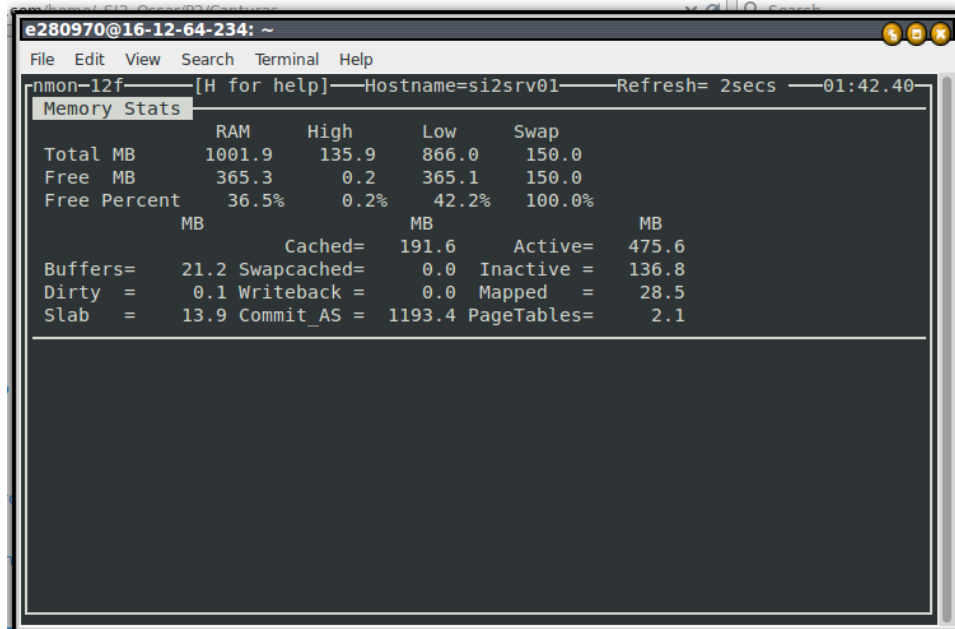 Search
e280970@16-12-64-234: ~
File Edit View Search Terminal Help
nmon-12f [H for help] Hostname=si2srv01 Refresh= 2secs 01:42.40
Memory Stats
RAM High Low Swap
Total MB 1001.9 135.9 866.0 150.0
Free MB 365.3 0.2 365.1 150.0
Free Percent 36.5% 0.2% 42.2% 100.0%
MB MB MB
Cached= 191.6 Active= 475.6
Buffers= 21.2 Swapcached= 0.0 Inactive = 136.8
Dirty = 0.1 Writeback = 0.0 Mapped = 28.5
Slab = 13.9 Commit_AS = 1193.4 PageTables= 2.1